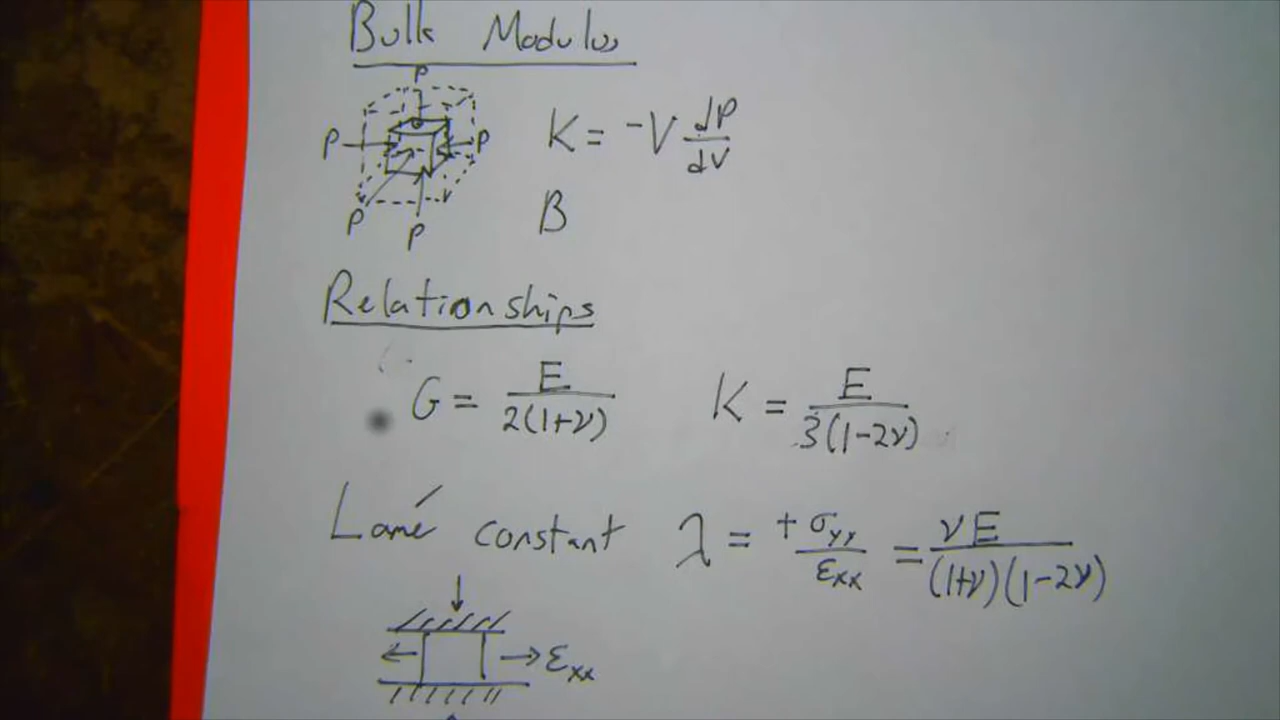 Bulk Modulus
P
P P
P
P
K = -V dP/dV
B
Relationships
G = E/2(1+ν) K = E/3(1-2ν)
Lamé constant λ = +σyy/εxx = νE/(1+ν)(1-2ν)
εxx